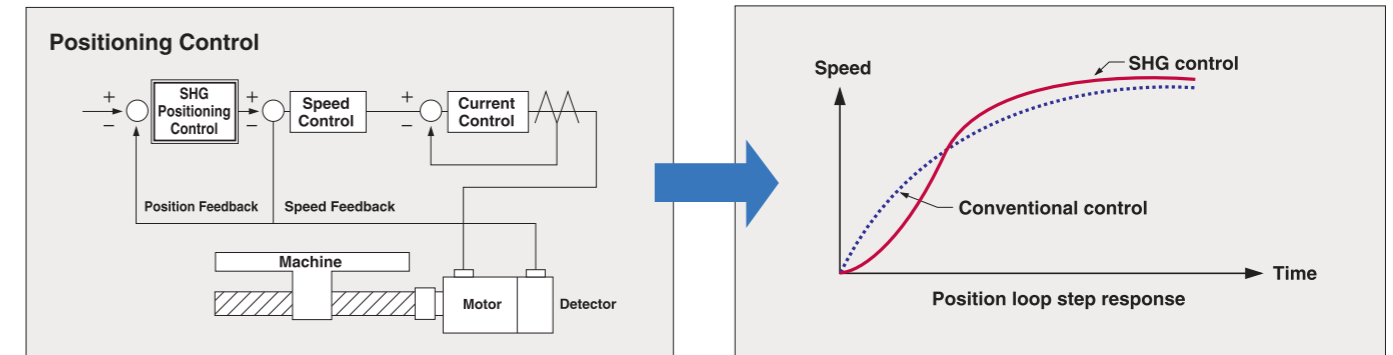 Positioning Control
+
−
SHG
Positioning
Control
+
−
Speed
Control
+
−
Current
Control
Position Feedback
Speed Feedback
Machine
Motor
Detector
Speed
SHG control
Conventional control
Time
Position loop step response